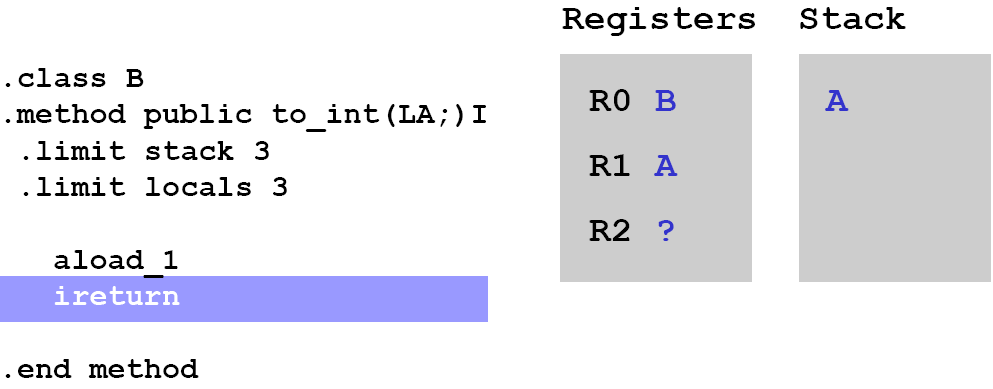 Registers Stack
.class B
.method public to_int(LA;)I
.limit stack 3
.limit locals 3
aload_1
ireturn
.end method
R0 B
R1 A
R2 ?
A